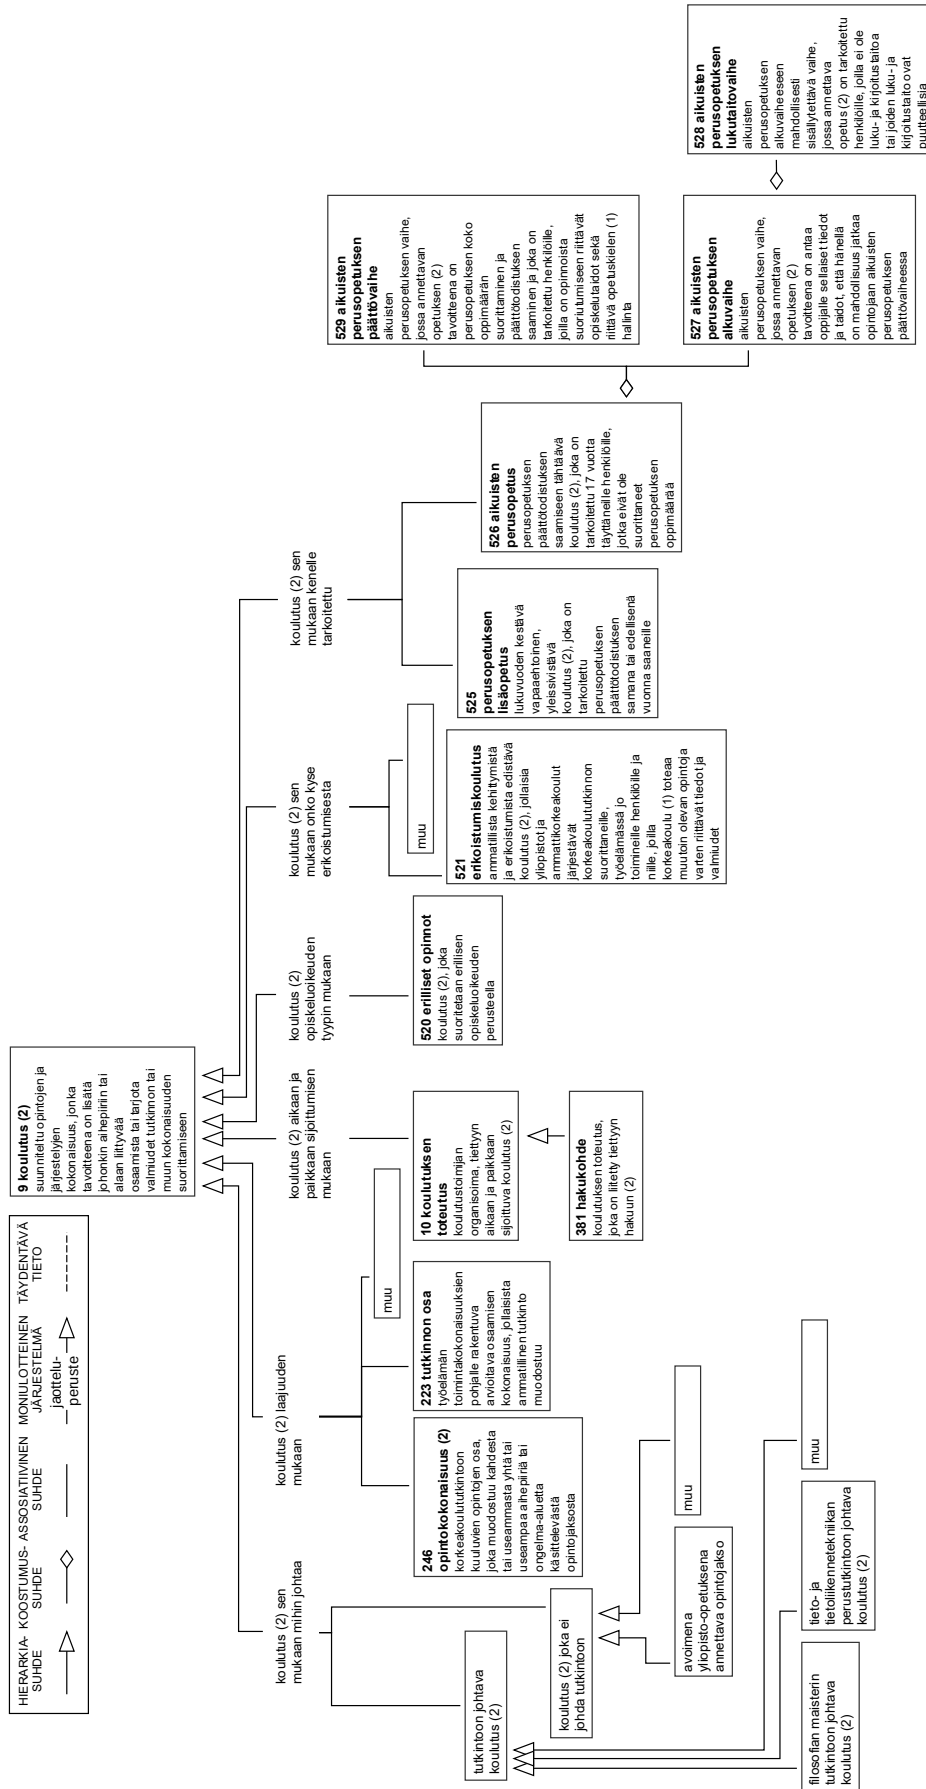 HIERARKIA-
SUHDE
KOOSTUMUS-
SUHDE
ASSOSIATIIVINEN
SUHDE
MONIULOTTEINEN
JÄRJESTELMÄ
jaottelu-
peruste
TÄYDENTÄVÄ
TIETO
9 koulutus (2)
suunniteltu opintojen ja
järjestelyjen
kokonaisuus, jonka
tavoitteena on lisätä
johonkin aihepiiriin tai
alaan liittyvää
osaamista tai tarjota
valmiudet tutkinnon tai
muun kokonaisuuden
suorittamiseen
koulutus (2) sen
mukaan mihin johtaa
koulutus (2) laajuuden
mukaan
koulutus (2) aikaan ja
paikkaan sijoittumisen
mukaan
koulutus (2)
opiskeluoikeuden
tyypin mukaan
koulutus (2) sen
mukaan onko kyse
erikoistumisesta
koulutus (2) sen
mukaan kenelle
tarkoitettu
tutkintoon johtava
koulutus (2)
koulutus (2) joka ei
johda tutkintoon
filosofian maisterin
tutkintoon johtava
koulutus (2)
tieto- ja
tietoliikennetekniikan
perustutkintoon johtava
koulutus (2)
muu
avoimena
yliopisto-opetuksena
annettava opintojakso
muu
246
opintokokonaisuus (2)
korkeakoulututkintoon
kuuluvien opintojen osa,
joka muodostuu kahdesta
tai useammasta yhtä tai
useampaa aihepiiriä tai
ongelma-aluetta
käsittelevästä
opintojaksosta
223 tutkinnon osa
työelämän
toimintakokonaisuuksien
pohjalle rakentuva
arvioitava osaamisen
kokonaisuus, jollaisista
ammatillinen tutkinto
muodostuu
muu
10 koulutuksen
toteutus
koulutustoimijan
organisoima, tiettyyn
aikaan ja paikkaan
sijoittuva koulutus (2)
381 hakukohde
koulutuksen toteutus,
joka on liitetty tiettyyn
hakuun (2)
520 erilliset opinnot
koulutus (2), joka
suoritetaan erillisen
opiskeluoikeuden
perusteella
521
erikoistumiskoulutus
ammatillista kehittymistä
ja erikoistumista edistävä
koulutus (2), jollaisia
yliopistot ja
ammattikorkeakoulut
järjestävät
korkeakoulututkinnon
suorittaneille,
työelämässä jo
toimineille henkilöille ja
niille, joilla
korkeakoulu (1) toteaa
muutoin olevan opintoja
varten riittävät tiedot ja
valmiudet
muu
525
perusopetuksen
lisäopetus
lukuvuoden kestävä
vapaaehtoinen,
yleissivistävä
koulutus (2), joka on
tarkoitettu
perusopetuksen
päättötodistuksen
samana tai edellisenä
vuonna saaneille
526 aikuisten
perusopetus
perusopetuksen
päättötodistuksen
saamiseen tähtäävä
koulutus (2), joka on
tarkoitettu 17 vuotta
täyttäneille henkilöille,
jotka eivät ole
suorittaneet
perusopetuksen
oppimäärää
529 aikuisten
perusopetuksen
päättövaihe
aikuisten
perusopetuksen vaihe,
jossa annettavan
opetuksen (2)
tavoitteena on
perusopetuksen koko
oppimäärän
suorittaminen ja
päättötodistuksen
saaminen ja joka on
tarkoitettu henkilöille,
joilla on opinnoista
suoriutumiseen riittävät
opiskelutaidot sekä
riittävä opetuskielen (1)
hallinta
527 aikuisten
perusopetuksen
alkuvaihe
aikuisten
perusopetuksen vaihe,
jossa annettavan
opetuksen (2)
tavoitteena on antaa
oppijalle sellaiset tiedot
ja taidot, että hänellä
on mahdollisuus jatkaa
opintojaan aikuisten
perusopetuksen
päättövaiheessa
528 aikuisten
perusopetuksen
lukutaitovaihe
aikuisten
perusopetuksen
alkuvaiheeseen
mahdollisesti
sisällytettävä vaihe,
jossa annettava
opetus (2) on tarkoitettu
henkilöille, joilla ei ole
luku- ja kirjoitustaitoa
tai joiden luku- ja
kirjoitustaito ovat
puutteellisia